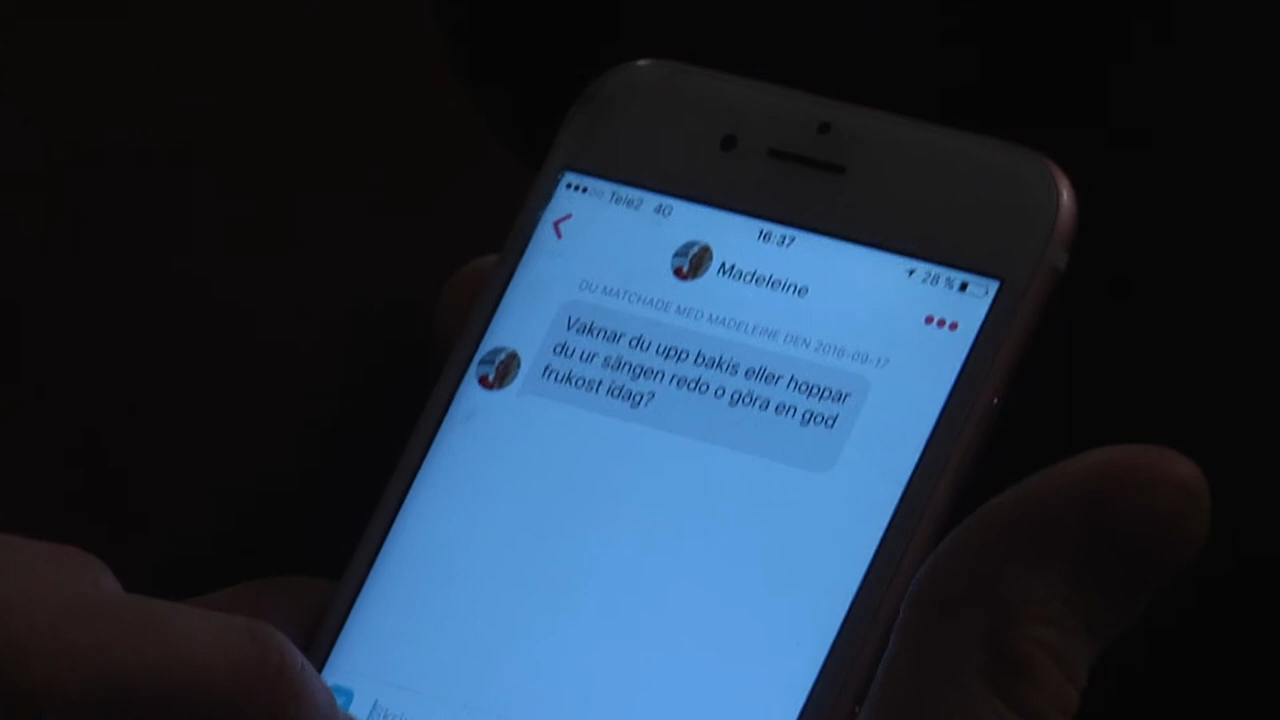 Tele2 4G
16:37
28 %
Madeleine
DU MATCHADE MED MADELEINE DEN 2016-09-17
Vaknar du upp bakis eller hoppar
du ur sängen redo o göra en god
frukost idag?